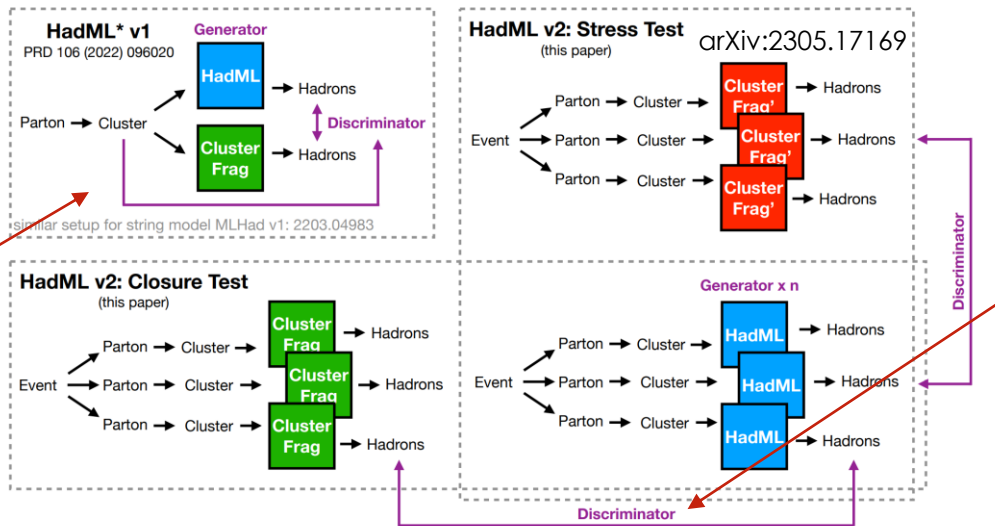 HadML* v1
PRD 106 (2022) 096020
Generator
HadML
Hadrons
Parton
Cluster
Discriminator
Cluster
Frag
Hadrons
similar setup for string model MLHad v1: 2203.04983
HadML v2: Stress Test
(this paper)
arXiv:2305.17169
Parton
Cluster
Cluster
Frag'
Hadrons
Event
Parton
Cluster
Cluster
Frag'
Hadrons
Parton
Cluster
Cluster
Frag'
Hadrons
Discriminator
HadML v2: Closure Test
(this paper)
Parton
Cluster
Cluster
Frag
Hadrons
Event
Parton
Cluster
Cluster
Frag
Hadrons
Parton
Cluster
Cluster
Frag
Hadrons
Generator x n
Parton
Cluster
HadML
Hadrons
Event
Parton
Cluster
HadML
Hadrons
Parton
Cluster
HadML
Hadrons
Discriminator